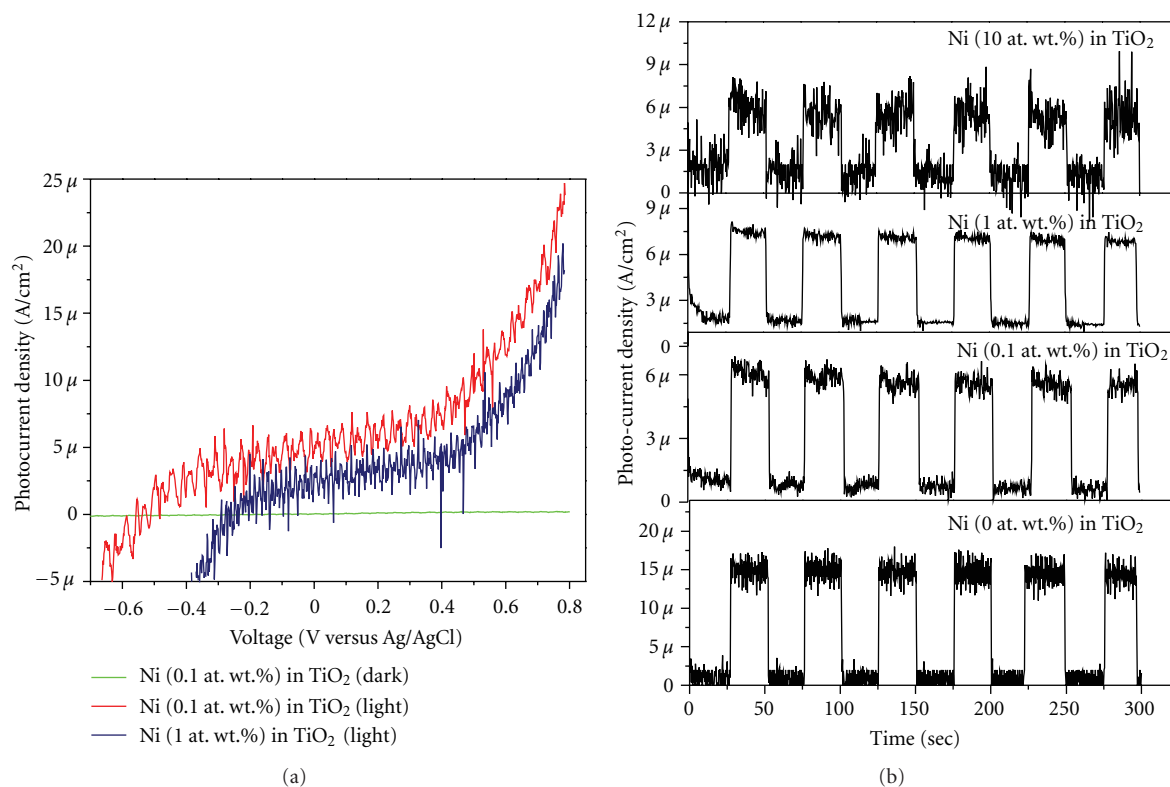 25 μ
20 μ
15 μ
10 μ
5 μ
0
−5 μ
Photocurrent density (A/cm²)
−0.6 −0.4 −0.2 0 0.2 0.4 0.6 0.8
Voltage (V versus Ag/AgCl)
Ni (0.1 at. wt.%) in TiO₂ (dark)
Ni (0.1 at. wt.%) in TiO₂ (light)
Ni (1 at. wt.%) in TiO₂ (light)
(a)
Photo-current density (A/cm²)
12 μ
Ni (10 at. wt.%) in TiO₂
9 μ
6 μ
3 μ
0
9 μ
Ni (1 at. wt.%) in TiO₂
6 μ
3 μ
0
Ni (0.1 at. wt.%) in TiO₂
6 μ
3 μ
0
Ni (0 at. wt.%) in TiO₂
20 μ
15 μ
10 μ
5 μ
0
0 50 100 150 200 250 300
Time (sec)
(b)